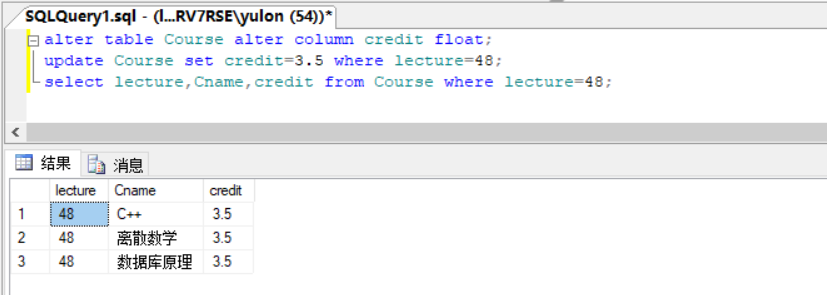 SQLQuery1.sql - (l...RV7RSE\yulon (54))*
alter table Course alter column credit float;
update Course set credit=3.5 where lecture=48;
select lecture,Cname,credit from Course where lecture=48;
结果 消息
lecture Cname credit
1 48 C++ 3.5
2 48 离散数学 3.5
3 48 数据库原理 3.5